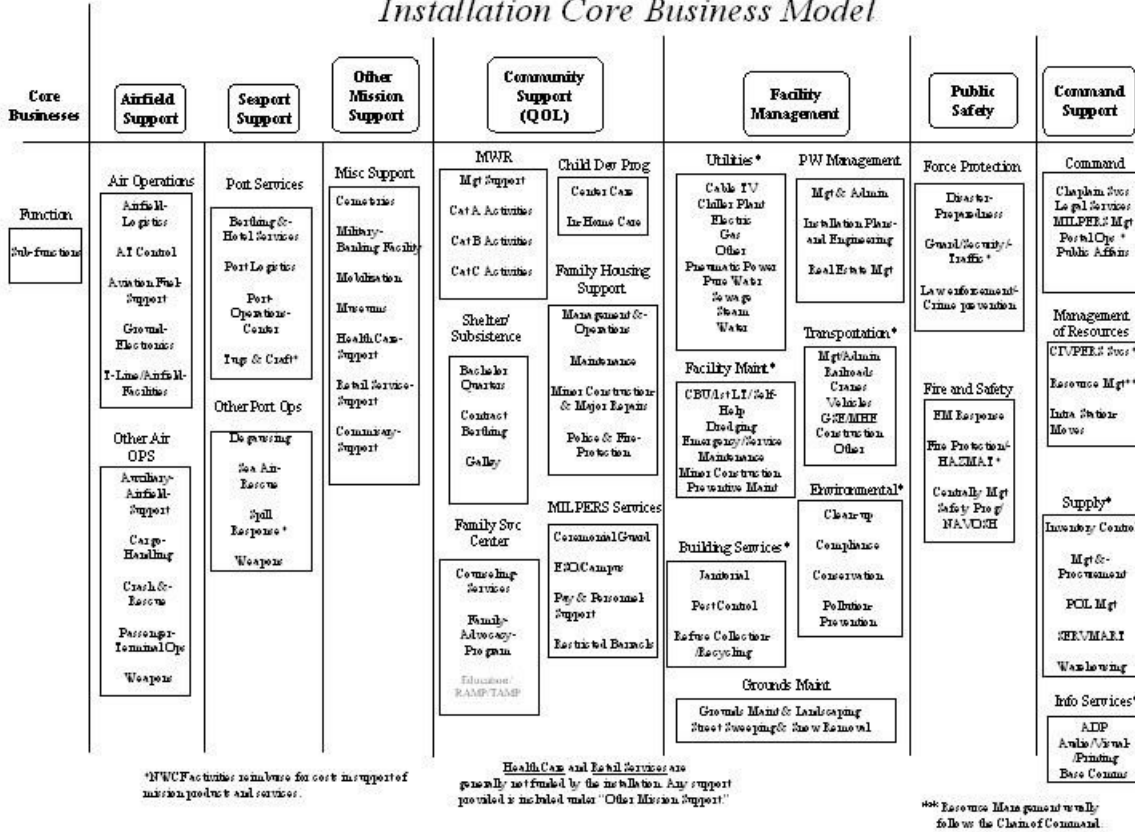 Installation Core Business Model
Core
Businesses
Airfield
Support
Seaport
Support
Other
Mission
Support
Community
Support
(QOL)
Facility
Management
Public
Safety
Command
Support
Function
Sub-functions
Air Operations
Airfield-
Logistics
AT Control
Aviation Fuel-
Support
Ground-
Electronics
T-Line/Airfield-
Facilities
Other Air
OPS
Auxiliary-
Airfield-
Support
Cargo-
Handling
Crash &-
Rescue
Passenger-
Terminal Ops
Weapons
Port Services
Berthing &-
Hotel Services
Port Logistics
Port-
Operations-
Center
Tugs & Craft*
Other Port Ops
Degaussing
Sea Air-
Rescue
Spill
Response *
Weapons
Misc Support
Cemeteries
Military-
Banking Facility
Mobilization
Museums
Health Care-
Support
Retail Service-
Support
Commisary-
Support
MWR
Mgt Support
Cat A Activities
Cat B Activities
Cat C Activities
Shelter/
Subsistence
Bachelor
Quarters
Contract
Berthing
Galley
Family Svc
Center
Counseling-
Services
Family-
Advocacy-
Program
Education/
RAMP/TAMP
Child Dev Prog
Center Care
In-Home Care
Family Housing
Support
Management &-
Operations
Maintenance
Minor Construction-
& Major Repairs
Police & Fire-
Protection
MILPERS Services
Ceremonial Guard
ESO Campus
Pay & Personnel
Support
Restricted Barracks
Utilities *
Cable TV
Chiller Plant
Electric
Gas
Other
Pneumatic Power
Pure Water
Sewage
Steam
Water
Facility Maint*
CBU/1st LT/Self-
Help
Dredging
Emergency/Service
Maintenance
Minor Construction
Preventive Maint
Building Services *
Janitorial
Pest Control
Refuse Collection-
/Recycling
PW Management
Mgt & Admin
Installation Plans-
and Engineering
Real Estate Mgt
Transportation*
Mgt/Admin
Railroads
Cranes
Vehicles
GSE/MHE
Construction
Other
Environmental*
Clean-up
Compliance
Conservation
Pollution-
Prevention
Grounds Maint
Grounds Maint & Landscaping
Street Sweeping & Snow Removal
Force Protection
Disaster-
Preparedness
Guard/Security/-
Traffic *
Law enforcement/-
Crime prevention
Fire and Safety
EM Response
Fire Protection/-
HAZMAT *
Centrally Mgt
Safety Prog/
NAVOSH
Command
Chaplain Svcs
Legal Services
MILPERS Mgt
Postal Ops *
Public Affairs
Management
of Resources
CIVPERS Svcs *
Resource Mgt**
Intra Station-
Moves
Supply*
Inventory Control
Mgt &-
Procurement
POL Mgt
SERVMART
Warehousing
Info Services*
ADP
Audio/Visual-
/Printing
Base Comms
*NWCF activities reimburse for costs in support of
mission products and services.
Health Care and Retail Services are
generally not funded by the installation. Any support
provided is included under "Other Mission Support."
Resource Management usually
follows the Chain of Command.